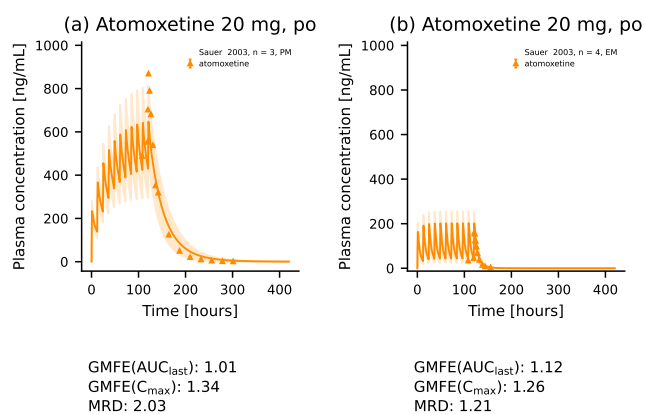 (a) Atomoxetine 20 mg, po
Plasma concentration [ng/mL]
1000
800
600
400
200
0
Sauer 2003, n = 3, PM
atomoxetine
0 100 200 300 400
Time [hours]
GMFE(AUClast): 1.01
GMFE(Cmax): 1.34
MRD: 2.03
(b) Atomoxetine 20 mg, po
Plasma concentration [ng/mL]
1000
800
600
400
200
0
Sauer 2003, n = 4, EM
atomoxetine
0 100 200 300 400
Time [hours]
GMFE(AUClast): 1.12
GMFE(Cmax): 1.26
MRD: 1.21